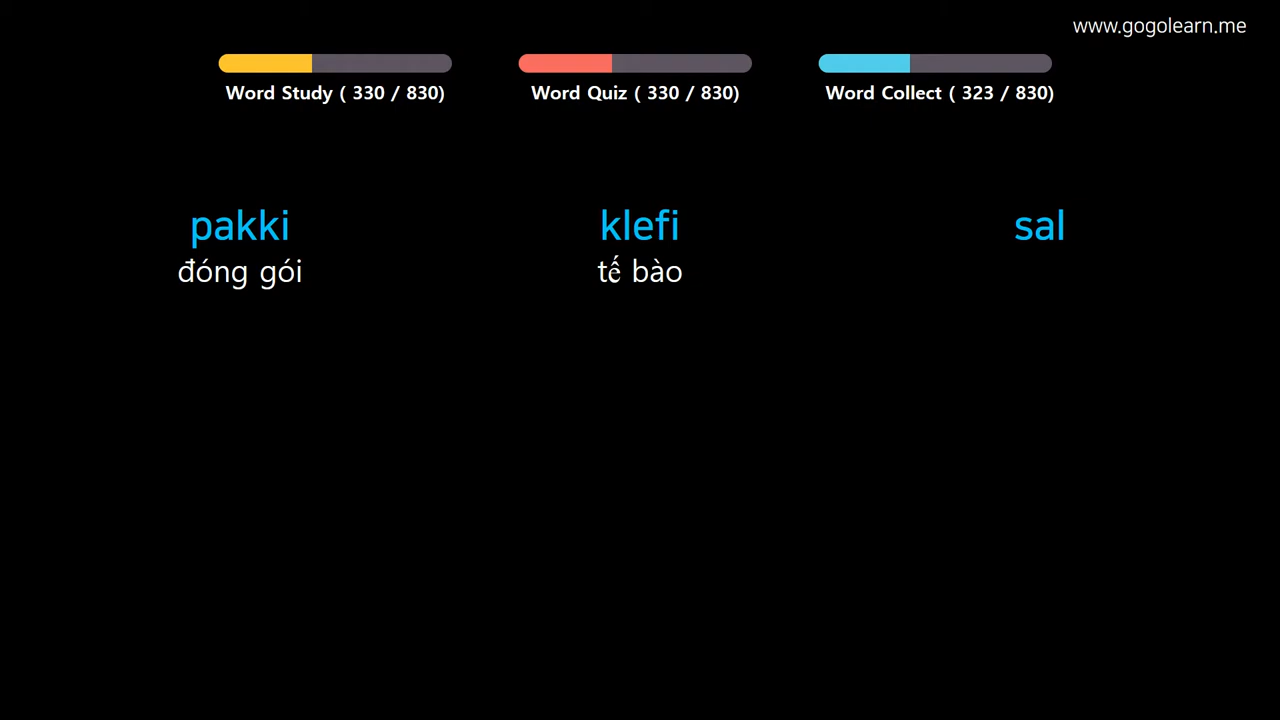 www.gogolearn.me
Word Study ( 330 / 830)
Word Quiz ( 330 / 830)
Word Collect ( 323 / 830)
pakki
klefi
sal
đóng gói
tế bào